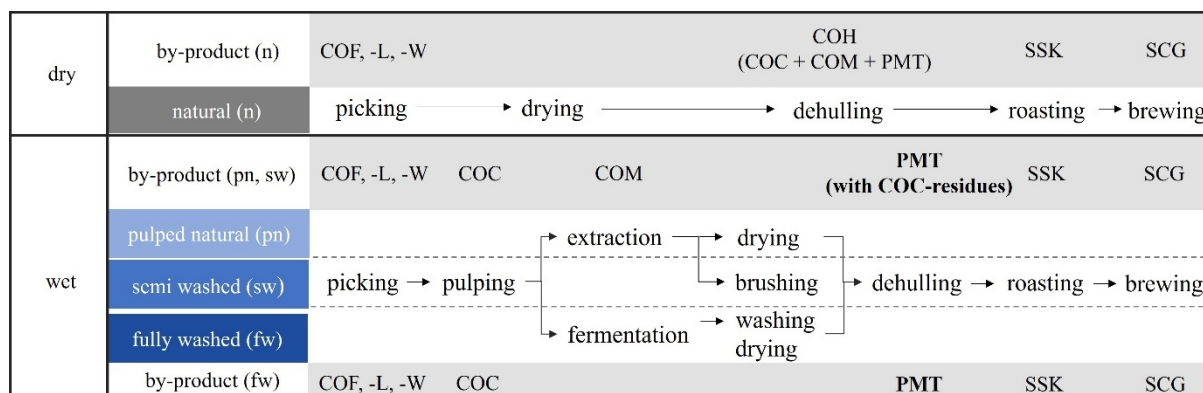 dry
by-product (n)
COF, -L, -W
COH
(COC + COM + PMT)
SSK
SCG
natural (n)
picking
drying
dehulling
roasting
brewing
wet
by-product (pn, sw)
COF, -L, -W
COC
COM
PMT
(with COC-residues)
SSK
SCG
pulped natural (pn)
extraction
drying
semi washed (sw)
picking
pulping
brushing
dehulling
roasting
brewing
fully washed (fw)
fermentation
washing
drying
by-product (fw)
COF, -L, -W
COC
PMT
SSK
SCG